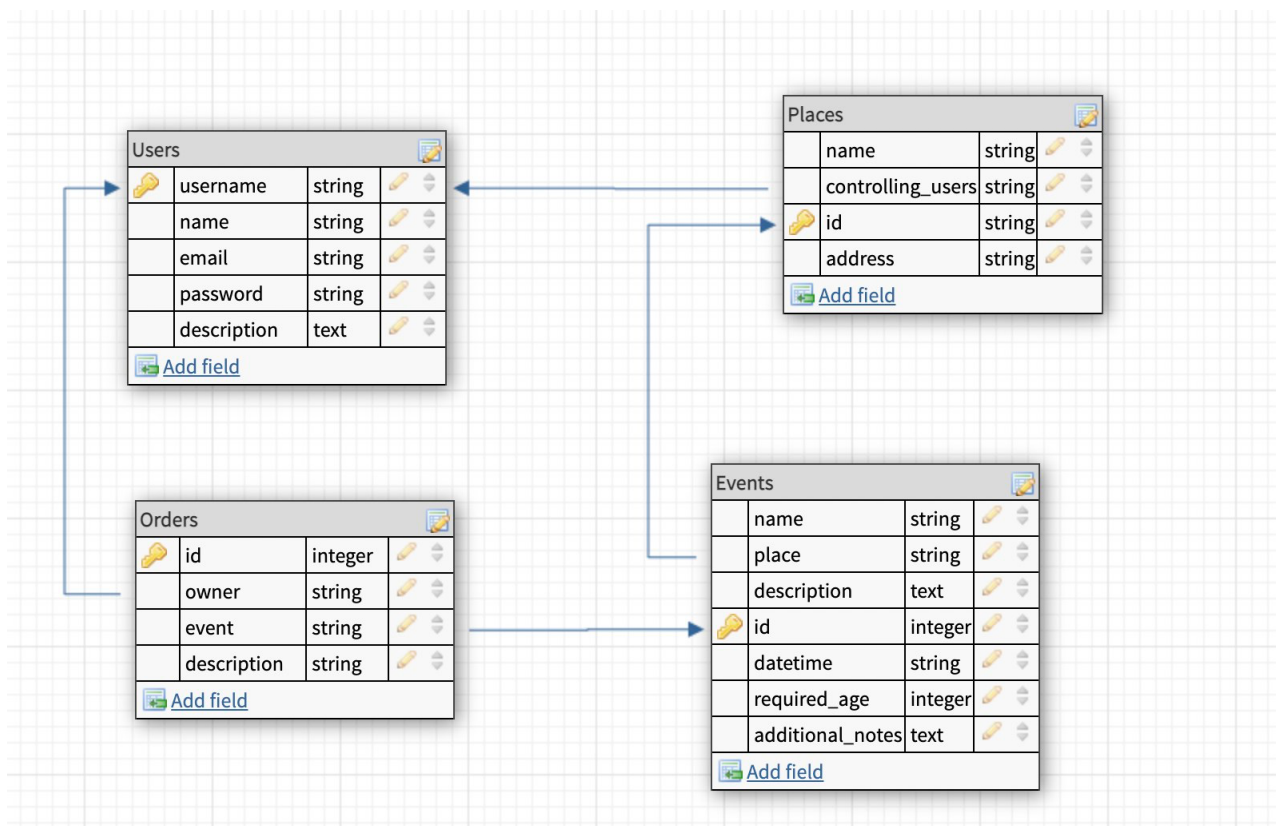 Users
username string
name string
email string
password string
description text
Add field
Places
name string
controlling_users string
id string
address string
Add field
Orders
id integer
owner string
event string
description string
Add field
Events
name string
place string
description text
id integer
datetime string
required_age integer
additional_notes text
Add field